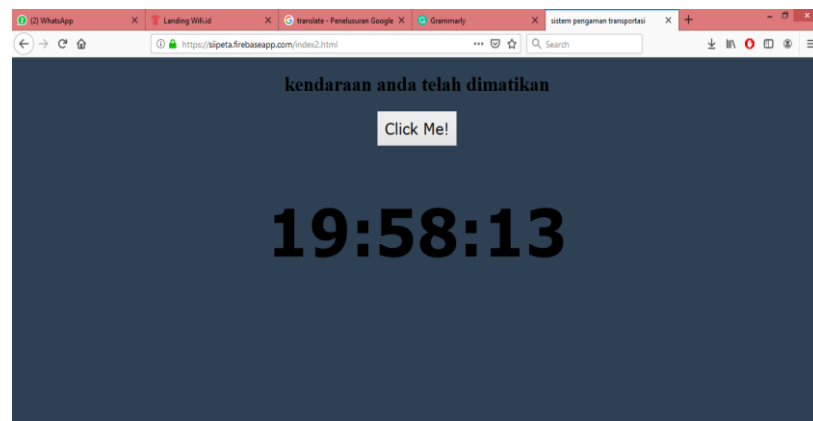 (2) WhatsApp
Landing Wifi.id
translate - Penelusuran Google
Grammarly
sistem pengaman transportasi
https://siipeta.firebaseapp.com/index2.html
Search
kendaraan anda telah dimatikan
Click Me!
19:58:13